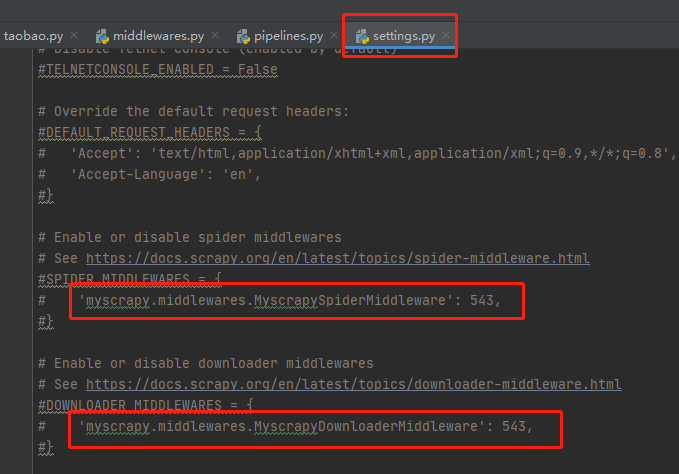 taobao.py middlewares.py pipelines.py settings.py
# Disable Telnet Console (enabled by default)
#TELNETCONSOLE_ENABLED = False
# Override the default request headers:
#DEFAULT_REQUEST_HEADERS = {
#   'Accept': 'text/html,application/xhtml+xml,application/xml;q=0.9,*/*;q=0.8',
#   'Accept-Language': 'en',
#}
# Enable or disable spider middlewares
# See https://docs.scrapy.org/en/latest/topics/spider-middleware.html
#SPIDER_MIDDLEWARES = {
#    'myscrapy.middlewares.MyscrapySpiderMiddleware': 543,
#}
# Enable or disable downloader middlewares
# See https://docs.scrapy.org/en/latest/topics/downloader-middleware.html
#DOWNLOADER_MIDDLEWARES = {
#    'myscrapy.middlewares.MyscrapyDownloaderMiddleware': 543,
#}